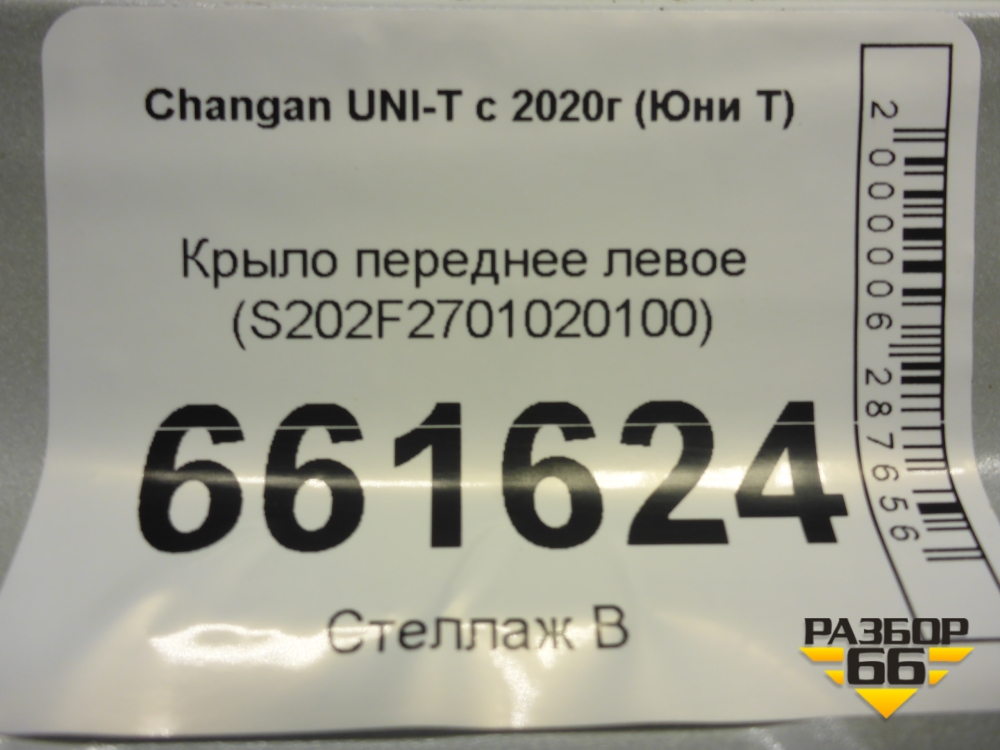 Changan UNI-T с 2020г (Юни Т)
Крыло переднее левое
(S202F2701020100)
661624
Стеллаж В
2000006287656
РАЗБОР
66